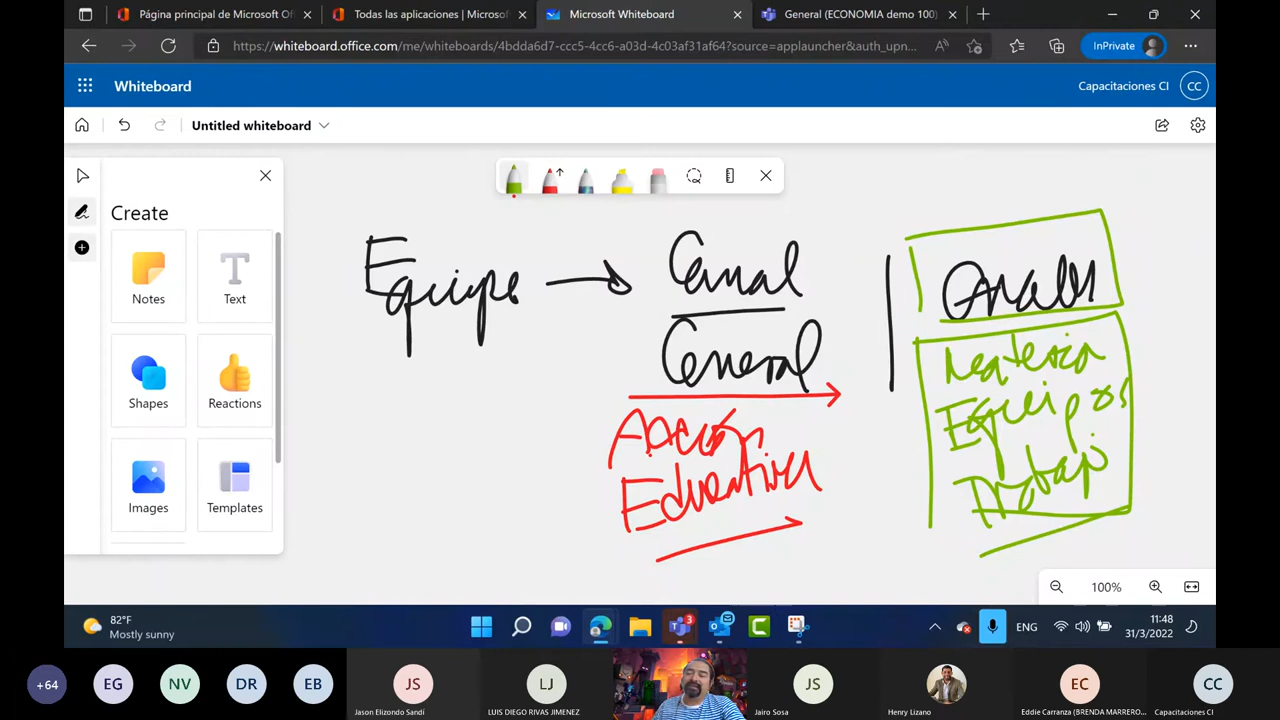 Página principal de Microsoft Of
Todas las aplicaciones | Microsof
Microsoft Whiteboard
General (ECONOMIA demo 100)
https://whiteboard.office.com/me/whiteboards/4bdda6d7-ccc5-4cc6-a03d-4c03af31af64?source=applauncher&auth_upn...
InPrivate
Whiteboard
Capacitaciones CI
CC
Untitled whiteboard
Create
Notes
Text
Shapes
Reactions
Images
Templates
Equipo
Canal
General
Acción
Educativa
Canales
Materia
Equipos
Trabajo
100%
82°F
Mostly sunny
3
ENG
11:48
31/3/2022
+64
EG
NV
DR
EB
JS
Jason Elizondo Sandí
LJ
LUIS DIEGO RIVAS JIMENEZ
JS
Jairo Sosa
Henry Lizano
EC
Eddie Carranza (BRENDA MARRERO...
CC
Capacitaciones CI